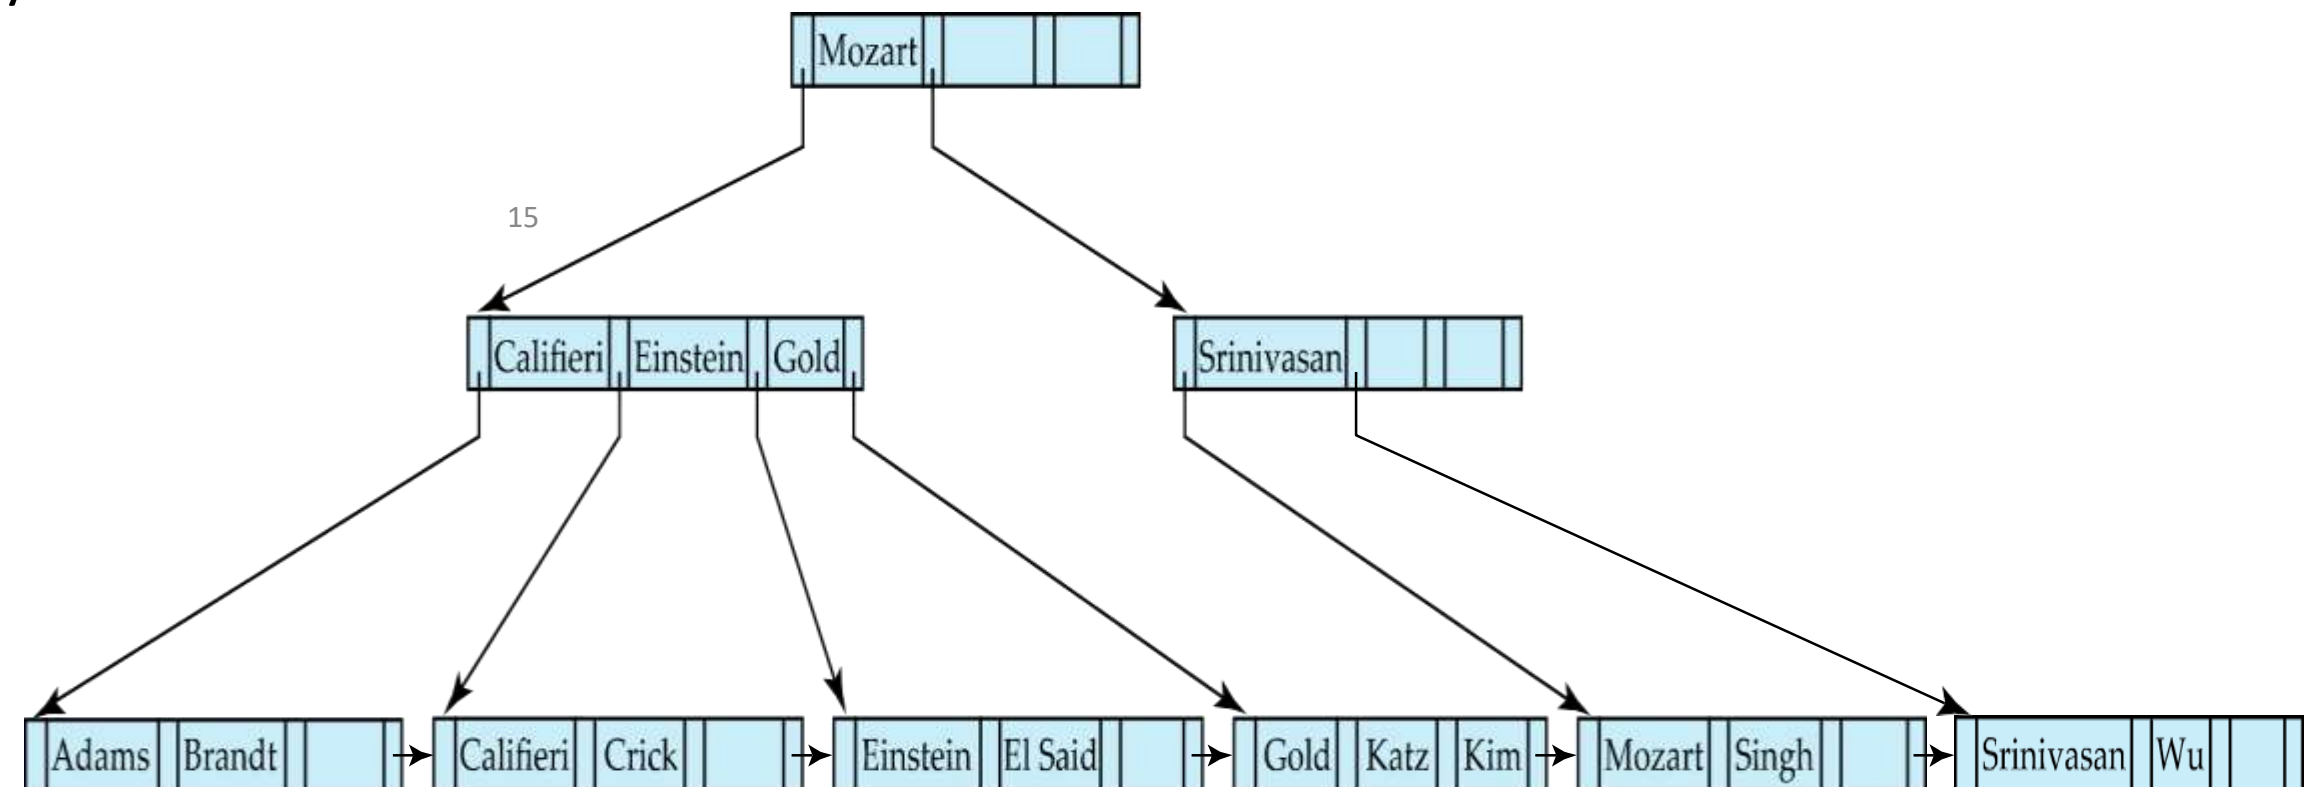 Mozart
15
Califieri Einstein Gold
Srinivasan
Adams Brandt
Califieri Crick
Einstein El Said
Gold Katz Kim
Mozart Singh
Srinivasan Wu